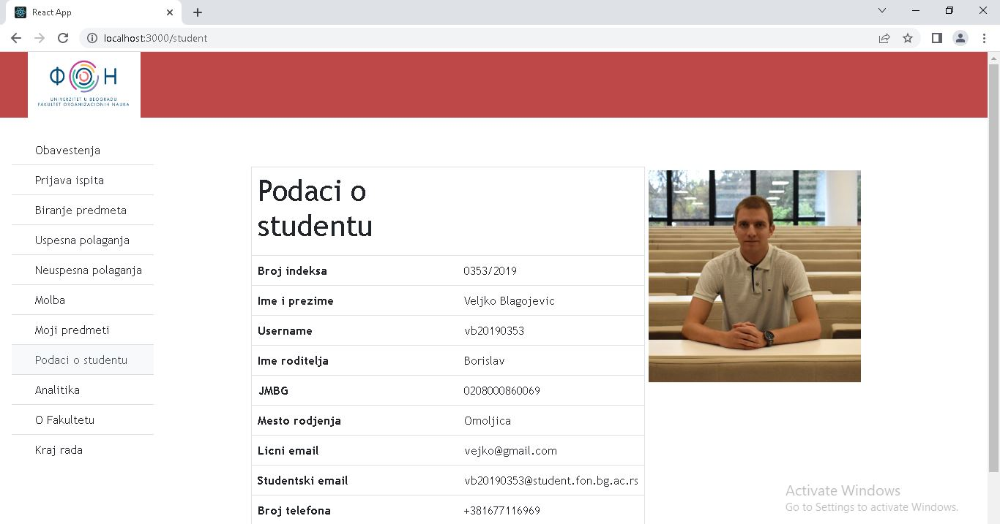 React App
localhost:3000/student
ФОН
UNIVERZITET U BEOGRADU
FAKULTET ORGANIZACIONIH NAUKA
Obavestenja
Prijava ispita
Biranje predmeta
Uspesna polaganja
Neuspesna polaganja
Molba
Moji predmeti
Podaci o studentu
Analitika
O Fakultetu
Kraj rada
Podaci o
studentu
Broj indeksa 0353/2019
Ime i prezime Veljko Blagojevic
Username vb20190353
Ime roditelja Borislav
JMBG 0208000860069
Mesto rodjenja Omoljica
Licni email vejko@gmail.com
Studentski email vb20190353@student.fon.bg.ac.rs
Broj telefona +381677116969
Activate Windows
Go to Settings to activate Windows.